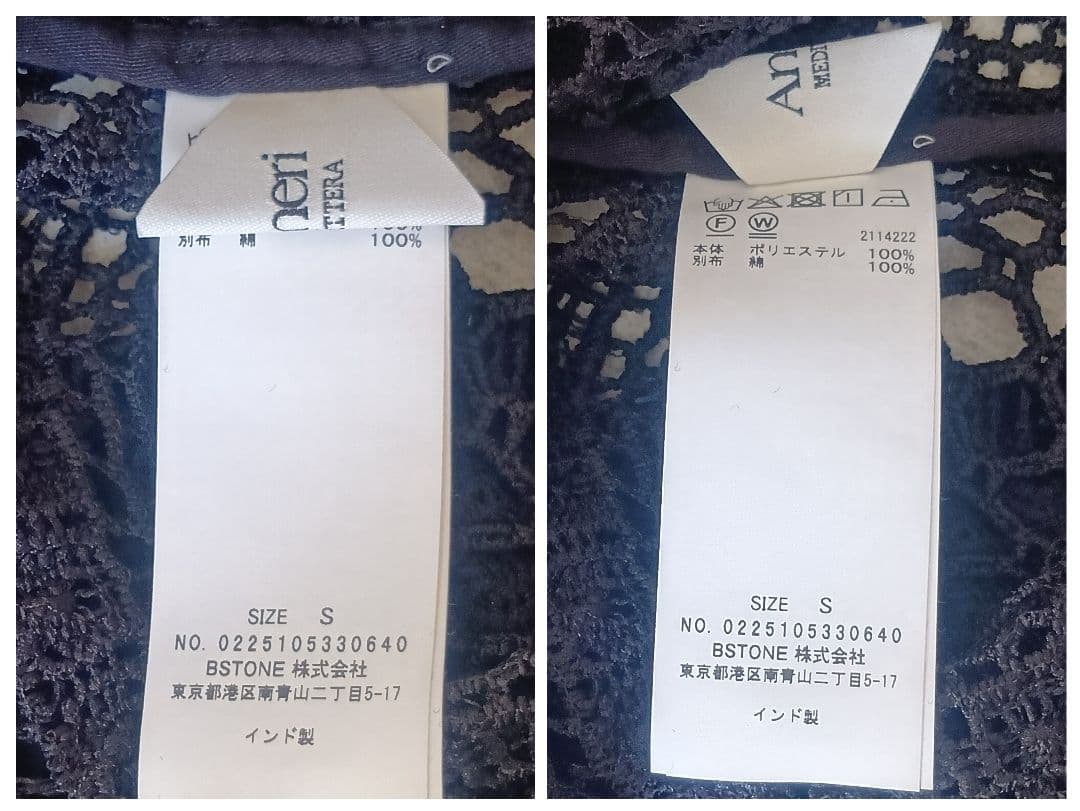 neri
TTERA
100%
別布 綿 100%
SIZE S
NO. 0225105330640
BSTONE 株式会社
東京都港区南青山二丁目5-17
インド製
An
MEDI
F W
2114222
本体 ポリエステル 100%
別布 綿 100%
SIZE S
NO. 0225105330640
BSTONE 株式会社
東京都港区南青山二丁目5-17
インド製